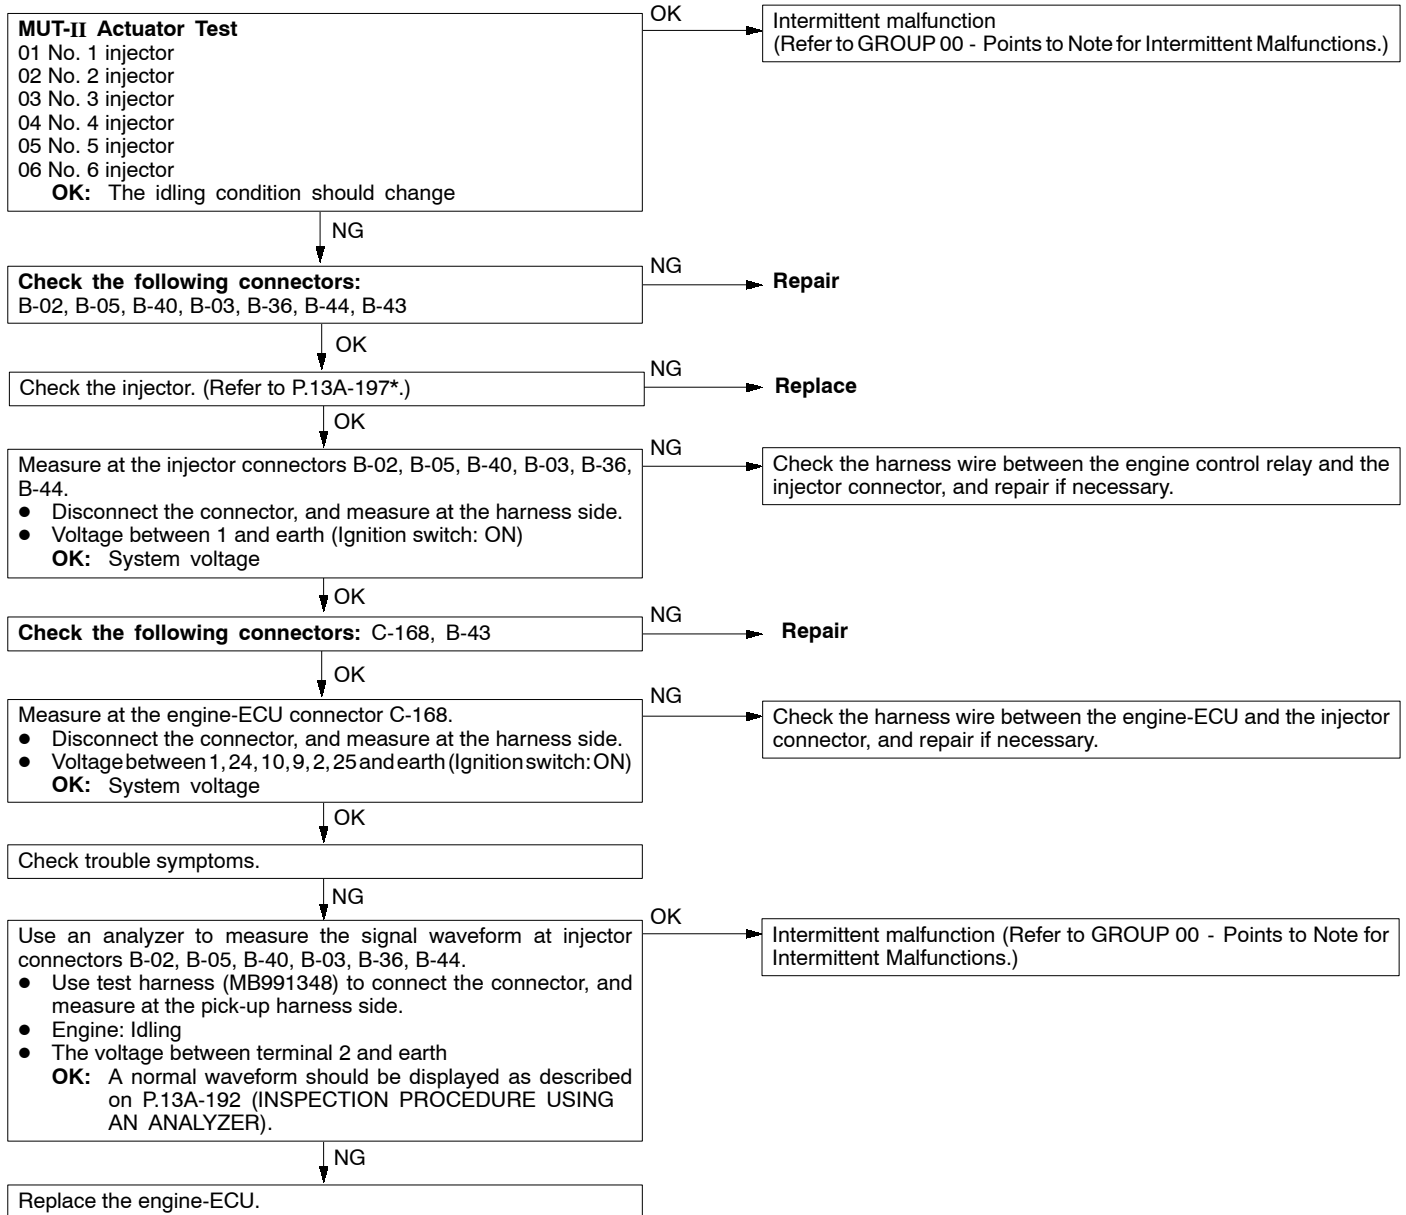 MUT-II Actuator Test
01 No. 1 injector
02 No. 2 injector
03 No. 3 injector
04 No. 4 injector
05 No. 5 injector
06 No. 6 injector
OK: The idling condition should change
OK
Intermittent malfunction
(Refer to GROUP 00 - Points to Note for Intermittent Malfunctions.)
NG
Check the following connectors:
B-02, B-05, B-40, B-03, B-36, B-44, B-43
NG
Repair
OK
Check the injector. (Refer to P.13A-197*.)
NG
Replace
OK
Measure at the injector connectors B-02, B-05, B-40, B-03, B-36,
B-44.
● Disconnect the connector, and measure at the harness side.
● Voltage between 1 and earth (Ignition switch: ON)
OK: System voltage
NG
Check the harness wire between the engine control relay and the
injector connector, and repair if necessary.
OK
Check the following connectors: C-168, B-43
NG
Repair
OK
Measure at the engine-ECU connector C-168.
● Disconnect the connector, and measure at the harness side.
● Voltage between 1, 24, 10, 9, 2, 25 and earth (Ignition switch: ON)
OK: System voltage
NG
Check the harness wire between the engine-ECU and the injector
connector, and repair if necessary.
OK
Check trouble symptoms.
NG
Use an analyzer to measure the signal waveform at injector
connectors B-02, B-05, B-40, B-03, B-36, B-44.
● Use test harness (MB991348) to connect the connector, and
measure at the pick-up harness side.
● Engine: Idling
● The voltage between terminal 2 and earth
OK: A normal waveform should be displayed as described
on P.13A-192 (INSPECTION PROCEDURE USING
AN ANALYZER).
OK
Intermittent malfunction (Refer to GROUP 00 - Points to Note for
Intermittent Malfunctions.)
NG
Replace the engine-ECU.